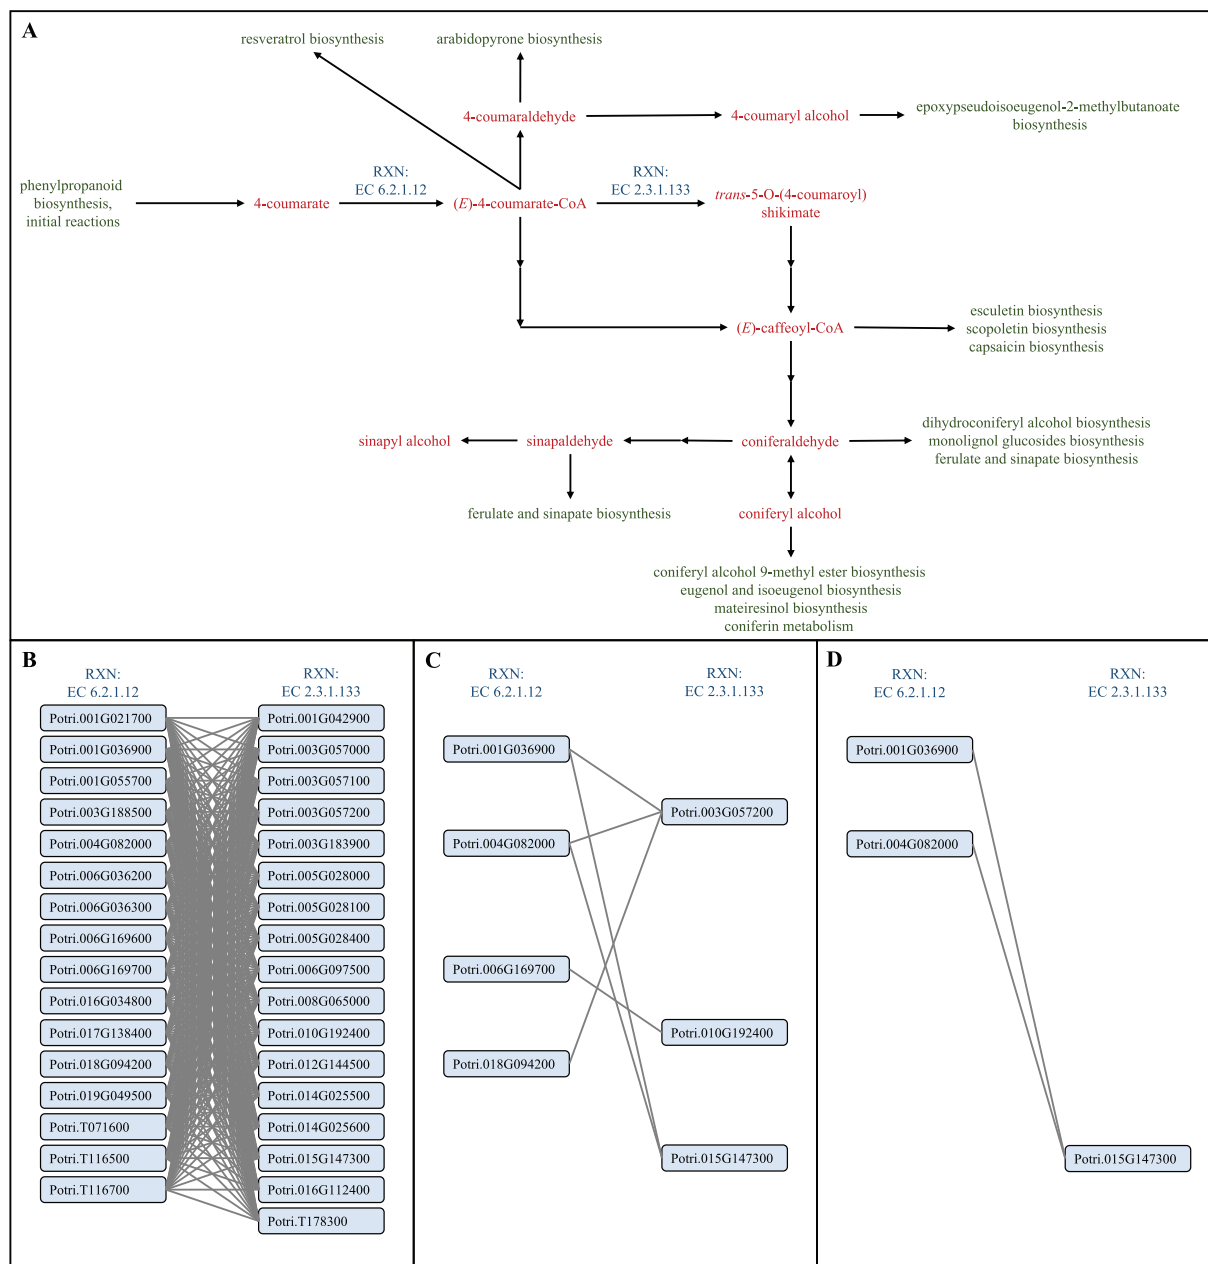 A
resveratrol biosynthesis
arabidopyrone biosynthesis
4-coumaraldehyde
4-coumaryl alcohol
epoxypseudoisoeugenol-2-methylbutanoate
biosynthesis
phenylpropanoid
biosynthesis,
initial reactions
4-coumarate
RXN:
EC 6.2.1.12
(E)-4-coumarate-CoA
RXN:
EC 2.3.1.133
trans-5-O-(4-coumaroyl)
shikimate
(E)-caffeoyl-CoA
esculetin biosynthesis
scopoletin biosynthesis
capsaicin biosynthesis
sinapyl alcohol
sinapaldehyde
coniferaldehyde
dihydroconiferyl alcohol biosynthesis
monolignol glucosides biosynthesis
ferulate and sinapate biosynthesis
ferulate and sinapate biosynthesis
coniferyl alcohol
coniferyl alcohol 9-methyl ester biosynthesis
eugenol and isoeugenol biosynthesis
mateiresinol biosynthesis
coniferin metabolism
B
RXN:
EC 6.2.1.12
RXN:
EC 2.3.1.133
Potri.001G021700
Potri.001G036900
Potri.001G055700
Potri.003G188500
Potri.004G082000
Potri.006G036200
Potri.006G036300
Potri.006G169600
Potri.006G169700
Potri.016G034800
Potri.017G138400
Potri.018G094200
Potri.019G049500
Potri.T071600
Potri.T116500
Potri.T116700
Potri.001G042900
Potri.003G057000
Potri.003G057100
Potri.003G057200
Potri.003G183900
Potri.005G028000
Potri.005G028100
Potri.005G028400
Potri.006G097500
Potri.008G065000
Potri.010G192400
Potri.012G144500
Potri.014G025500
Potri.014G025600
Potri.015G147300
Potri.016G112400
Potri.T178300
C
RXN:
EC 6.2.1.12
RXN:
EC 2.3.1.133
Potri.001G036900
Potri.004G082000
Potri.006G169700
Potri.018G094200
Potri.003G057200
Potri.010G192400
Potri.015G147300
D
RXN:
EC 6.2.1.12
RXN:
EC 2.3.1.133
Potri.001G036900
Potri.004G082000
Potri.015G147300